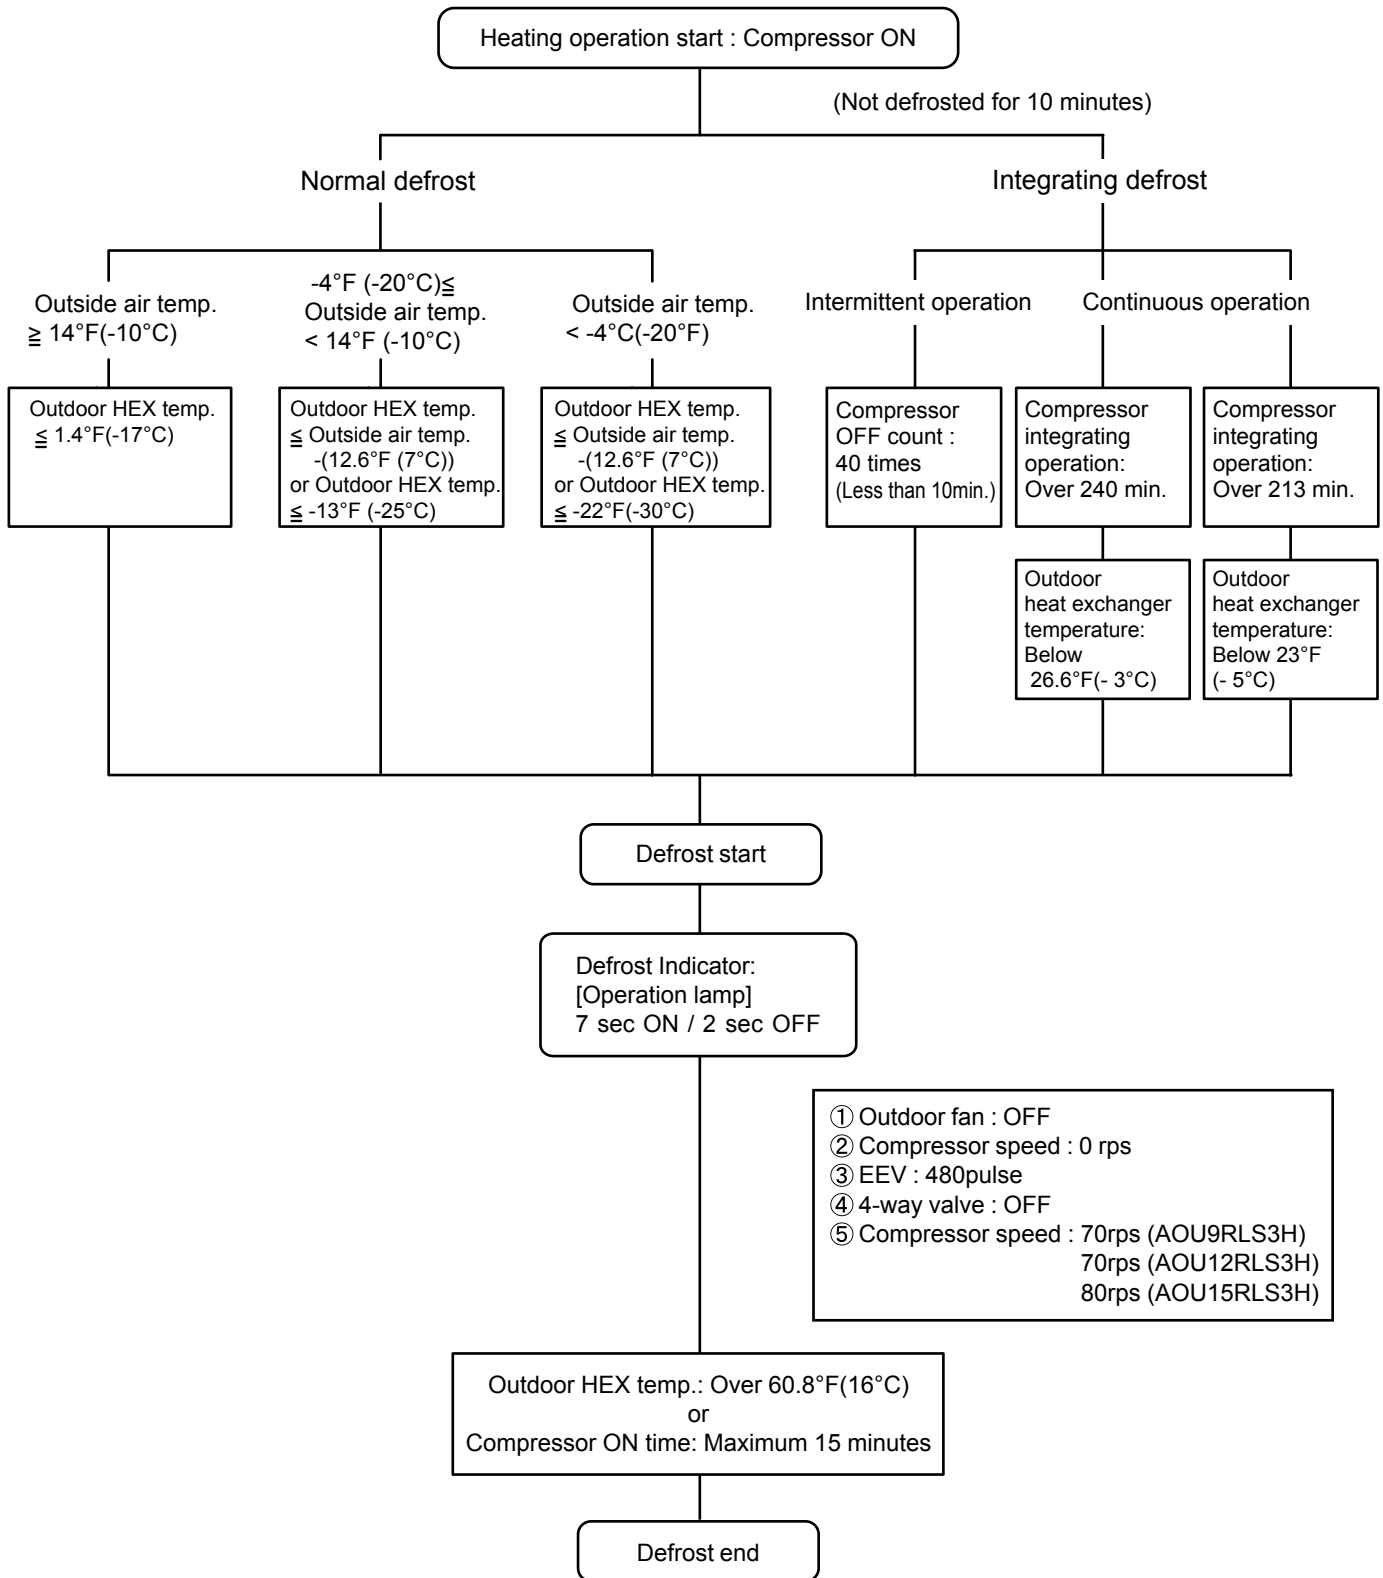 Heating operation start : Compressor ON
(Not defrosted for 10 minutes)
Normal defrost
Integrating defrost
Outside air temp.
≧ 14°F(-10°C)
-4°F (-20°C)≦
Outside air temp.
< 14°F (-10°C)
Outside air temp.
< -4°C(-20°F)
Intermittent operation
Continuous operation
Outdoor HEX temp.
≦ 1.4°F(-17°C)
Outdoor HEX temp.
≦ Outside air temp.
-(12.6°F (7°C))
or Outdoor HEX temp.
≦ -13°F (-25°C)
Outdoor HEX temp.
≦ Outside air temp.
-(12.6°F (7°C))
or Outdoor HEX temp.
≦ -22°F(-30°C)
Compressor
OFF count :
40 times
(Less than 10min.)
Compressor
integrating
operation:
Over 240 min.
Compressor
integrating
operation:
Over 213 min.
Outdoor
heat exchanger
temperature:
Below
26.6°F(- 3°C)
Outdoor
heat exchanger
temperature:
Below 23°F
(- 5°C)
Defrost start
Defrost Indicator:
[Operation lamp]
7 sec ON / 2 sec OFF
① Outdoor fan : OFF
② Compressor speed : 0 rps
③ EEV : 480pulse
④ 4-way valve : OFF
⑤ Compressor speed : 70rps (AOU9RLS3H)
70rps (AOU12RLS3H)
80rps (AOU15RLS3H)
Outdoor HEX temp.: Over 60.8°F(16°C)
or
Compressor ON time: Maximum 15 minutes
Defrost end